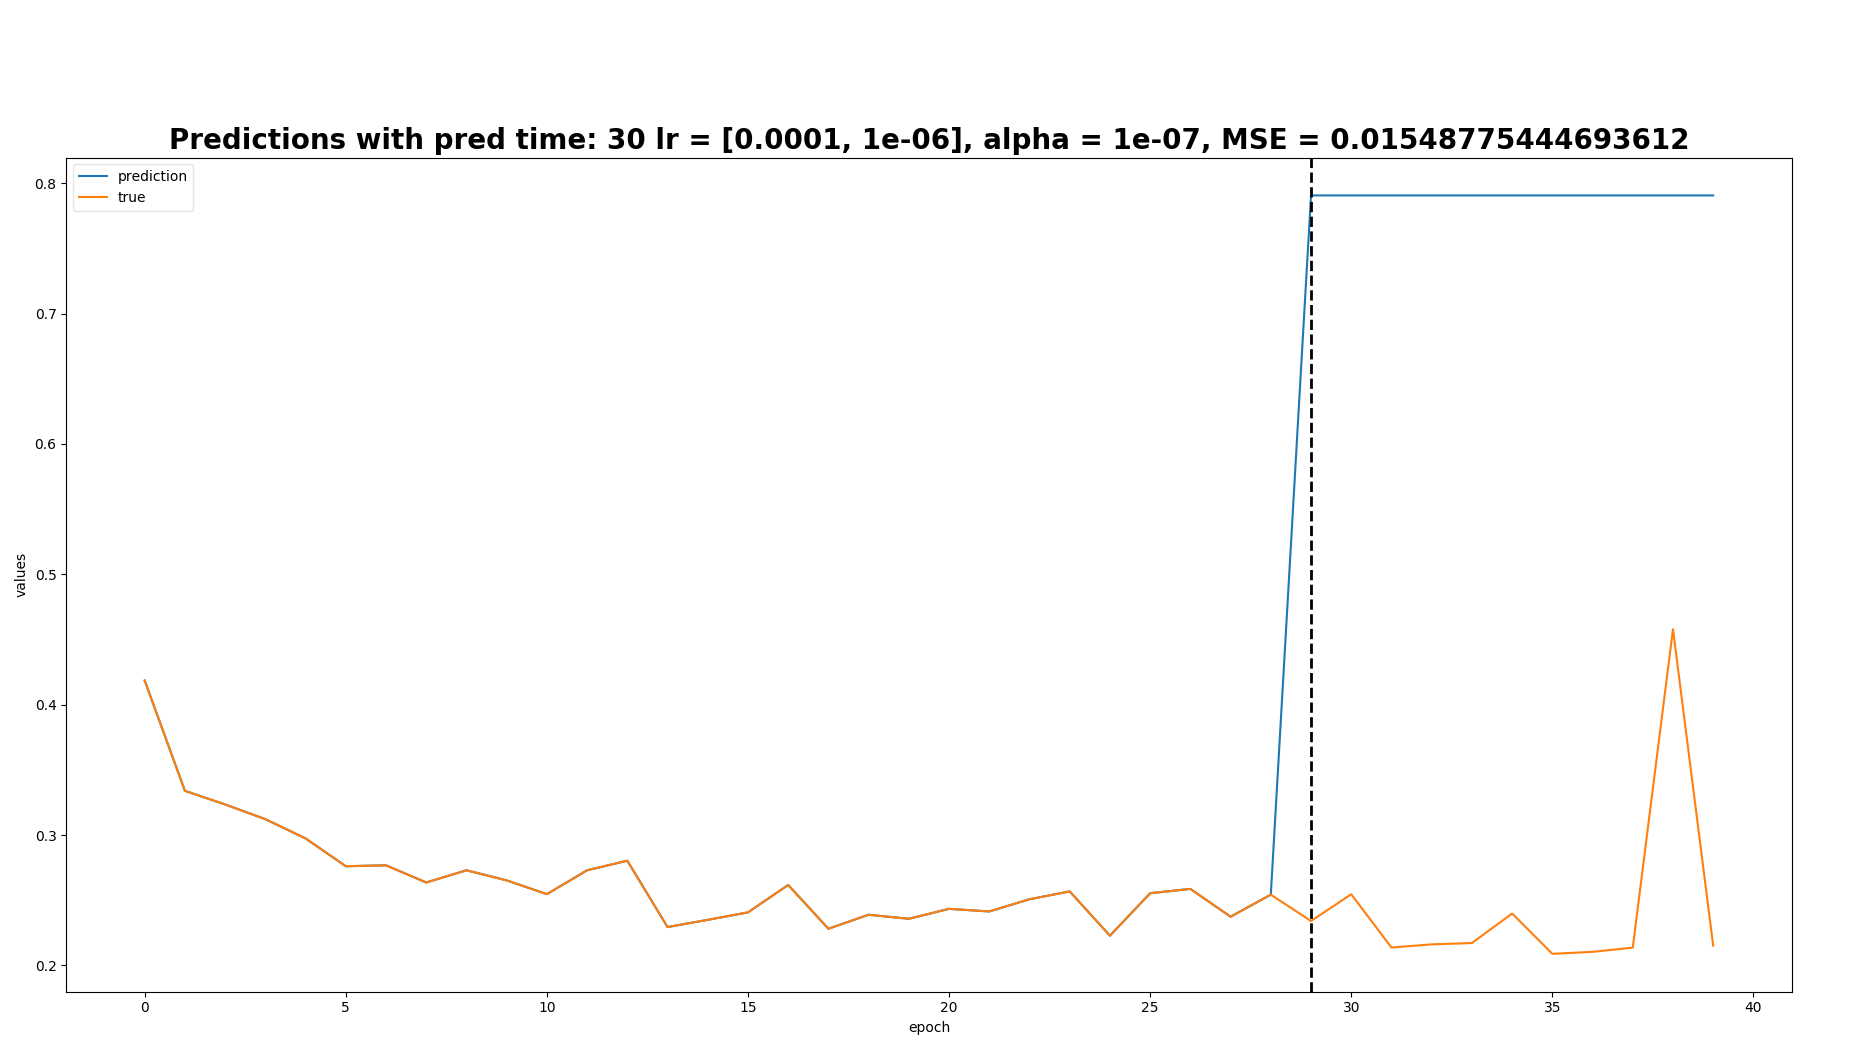 Predictions with pred time: 30 lr = [0.0001, 1e-06], alpha = 1e-07, MSE = 0.01548775444693612
prediction
true
0.8
0.7
0.6
0.5
0.4
0.3
0.2
values
0 5 10 15 20 25 30 35 40
epoch